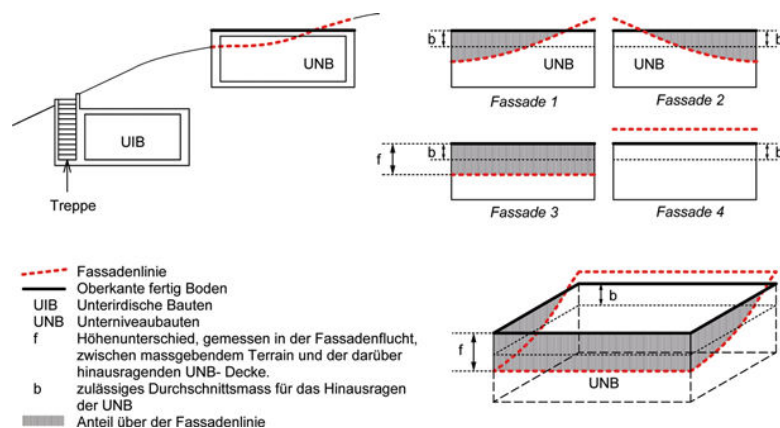 UNB
UIB
Treppe
b
UNB
Fassade 1
UNB
b
Fassade 2
f
b
Fassade 3
b
Fassade 4
Fassadenlinie
Oberkante fertig Boden
UIB Unterirdische Bauten
UNB Unterniveaubauten
f Höhenunterschied, gemessen in der Fassadenflucht,
zwischen massgebendem Terrain und der darüber
hinausragenden UNB- Decke.
b zulässiges Durchschnittsmass für das Hinausragen
der UNB
Anteil über der Fassadenlinie
b
f
UNB